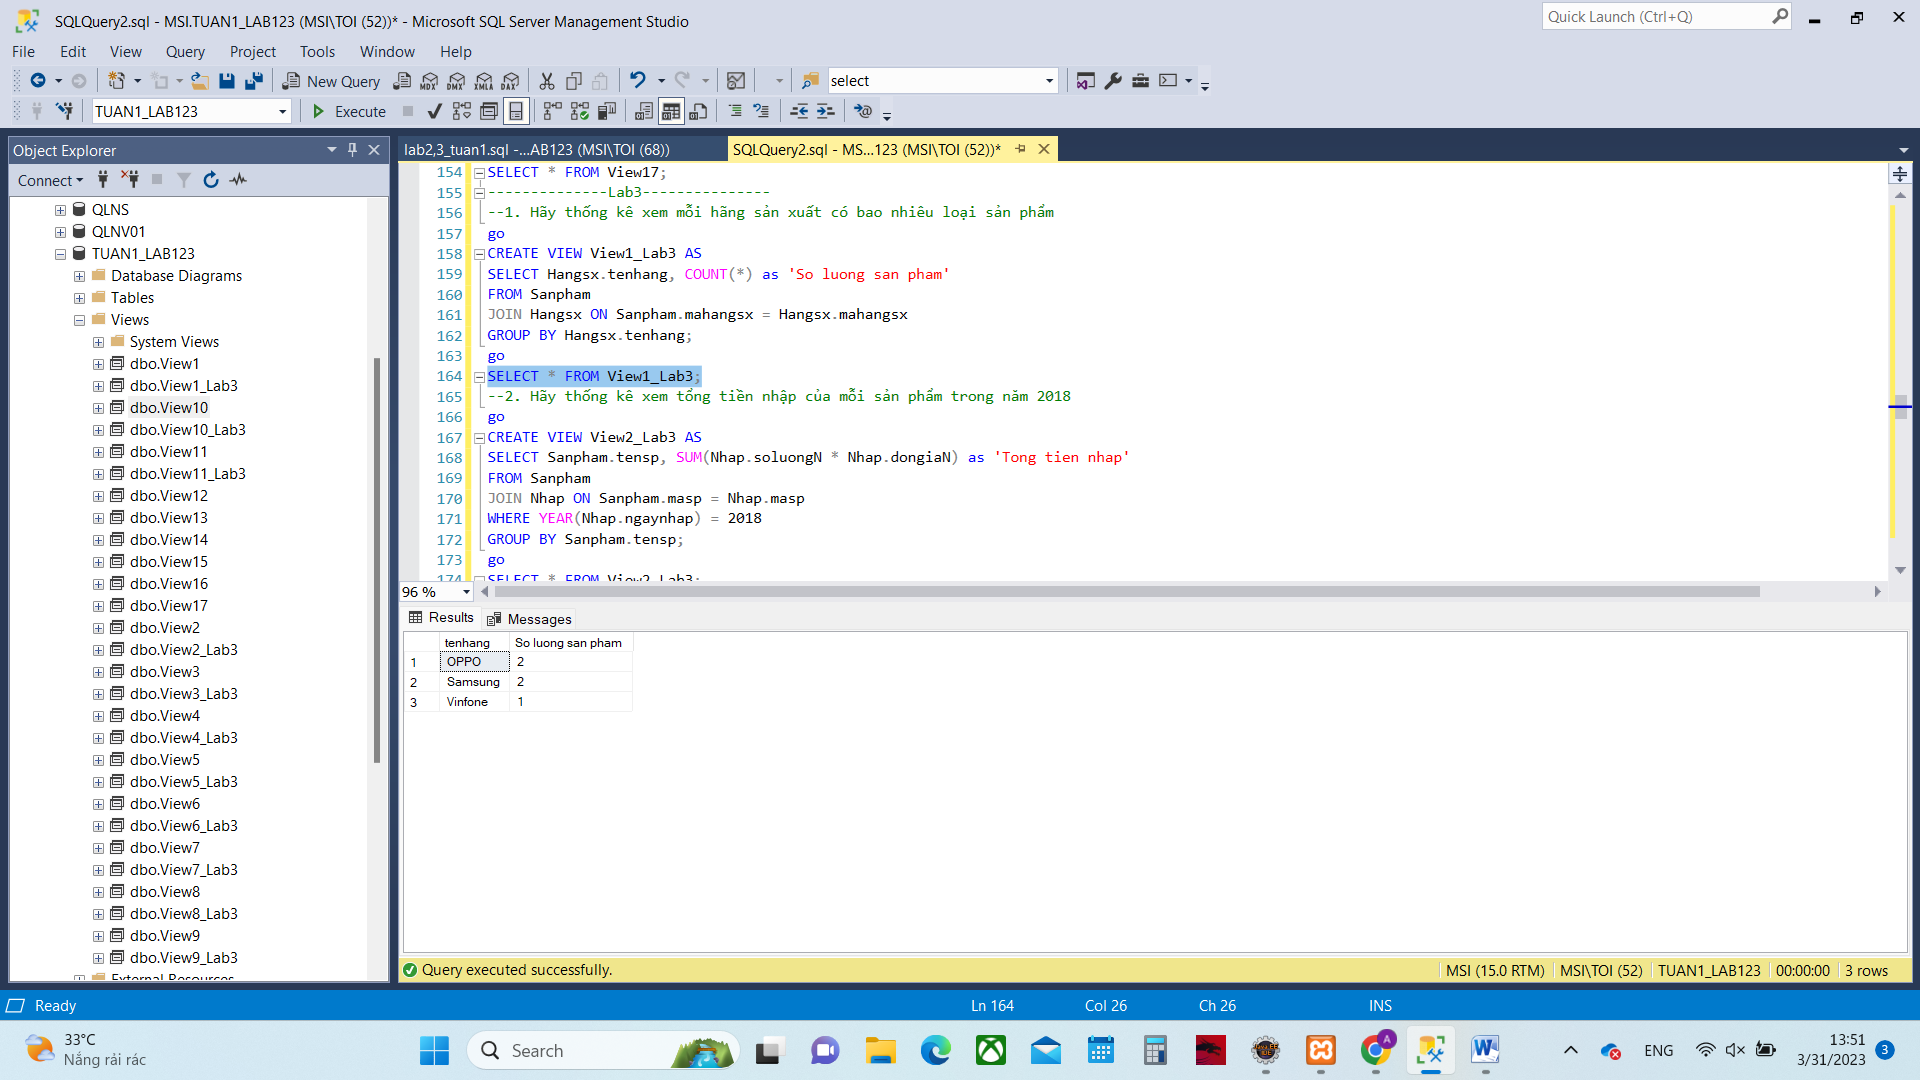 SQLQuery2.sql - MSI.TUAN1_LAB123 (MSI\TOI (52))* - Microsoft SQL Server Management Studio
Quick Launch (Ctrl+Q)
File Edit View Query Project Tools Window Help
New Query MDX DMX XMLA DAX select
TUAN1_LAB123 Execute
Object Explorer
Connect
QLNS
QLNV01
TUAN1_LAB123
Database Diagrams
Tables
Views
System Views
dbo.View1
dbo.View1_Lab3
dbo.View10
dbo.View10_Lab3
dbo.View11
dbo.View11_Lab3
dbo.View12
dbo.View13
dbo.View14
dbo.View15
dbo.View16
dbo.View17
dbo.View2
dbo.View2_Lab3
dbo.View3
dbo.View3_Lab3
dbo.View4
dbo.View4_Lab3
dbo.View5
dbo.View5_Lab3
dbo.View6
dbo.View6_Lab3
dbo.View7
dbo.View7_Lab3
dbo.View8
dbo.View8_Lab3
dbo.View9
dbo.View9_Lab3
External Resources
lab2,3_tuan1.sql -...AB123 (MSI\TOI (68))
SQLQuery2.sql - MS...123 (MSI\TOI (52))*
154 SELECT * FROM View17;
155 --------------Lab3---------------
156 --1. Hãy thống kê xem mỗi hãng sản xuất có bao nhiêu loại sản phẩm
157 go
158 CREATE VIEW View1_Lab3 AS
159 SELECT Hangsx.tenhang, COUNT(*) as 'So luong san pham'
160 FROM Sanpham
161 JOIN Hangsx ON Sanpham.mahangsx = Hangsx.mahangsx
162 GROUP BY Hangsx.tenhang;
163 go
164 SELECT * FROM View1_Lab3;
165 --2. Hãy thống kê xem tổng tiền nhập của mỗi sản phẩm trong năm 2018
166 go
167 CREATE VIEW View2_Lab3 AS
168 SELECT Sanpham.tensp, SUM(Nhap.soluongN * Nhap.dongiaN) as 'Tong tien nhap'
169 FROM Sanpham
170 JOIN Nhap ON Sanpham.masp = Nhap.masp
171 WHERE YEAR(Nhap.ngaynhap) = 2018
172 GROUP BY Sanpham.tensp;
173 go
174 SELECT * FROM View2_Lab3;
96 %
Results Messages
tenhang So luong san pham
1 OPPO 2
2 Samsung 2
3 Vinfone 1
Query executed successfully.
MSI (15.0 RTM) MSI\TOI (52) TUAN1_LAB123 00:00:00 3 rows
Ready Ln 164 Col 26 Ch 26 INS
33°C
Nắng rải rác
Search
A
ENG
13:51
3/31/2023
3